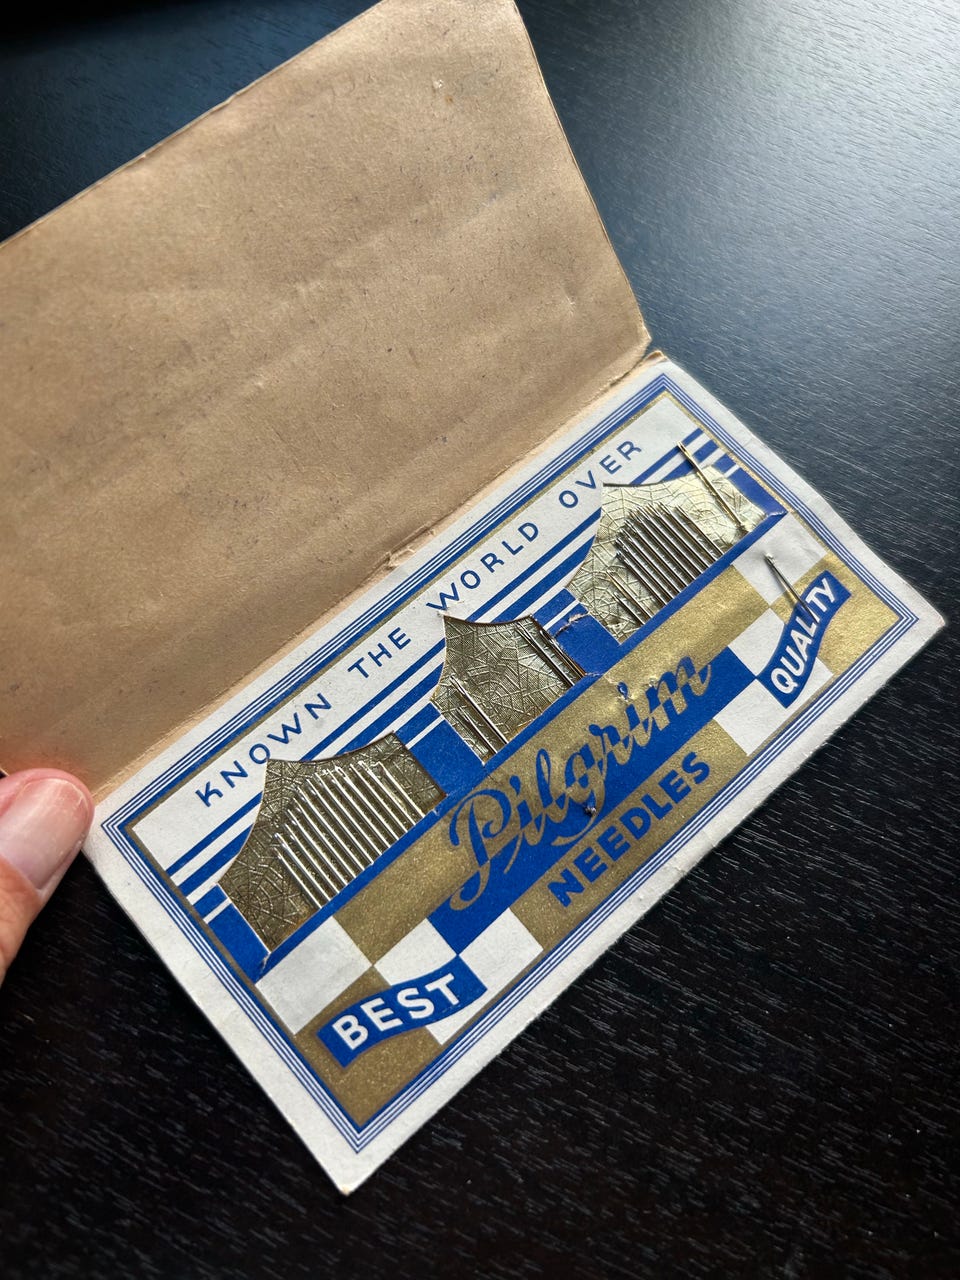 KNOWN THE WORLD OVER
Pilgrim
NEEDLES
BEST
QUALITY